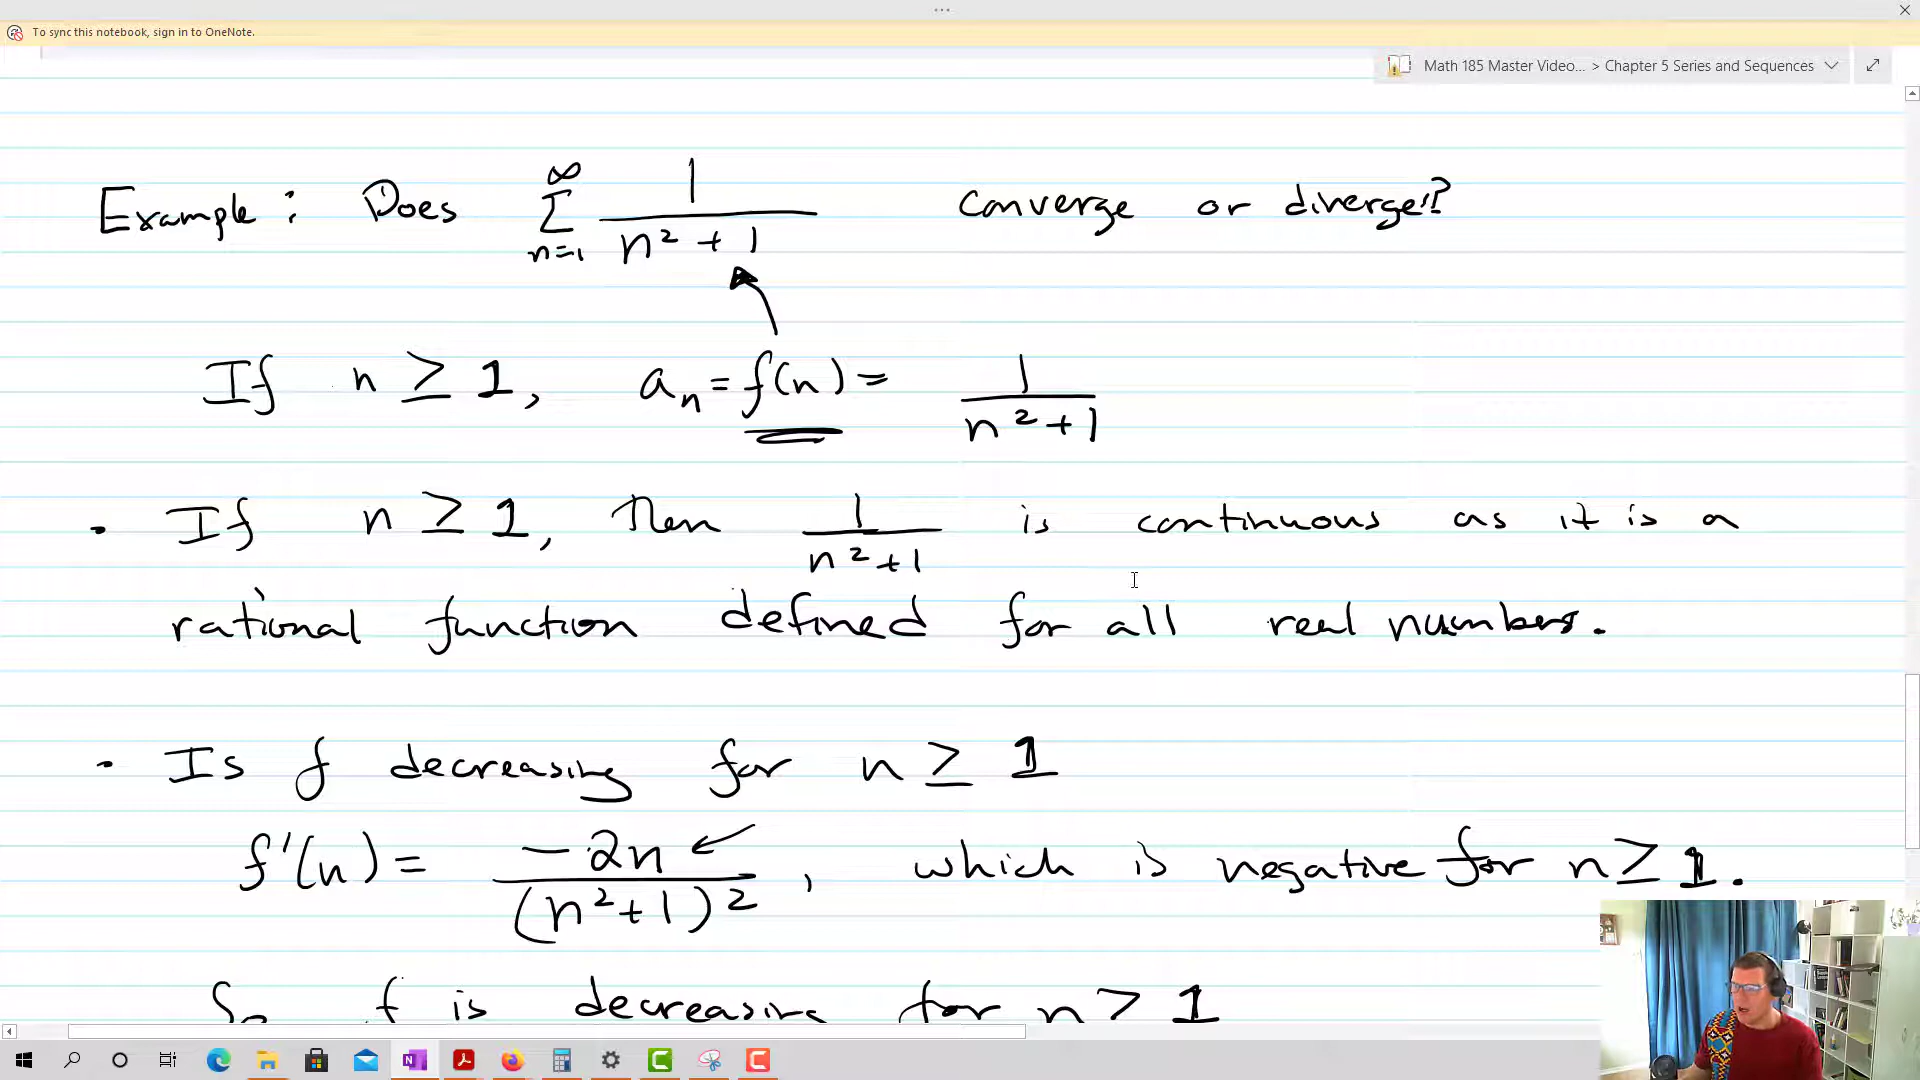 To sync this notebook, sign in to OneNote.
Math 185 Master Video... > Chapter 5 Series and Sequences
Example: Does ∑_{n=1}^{∞} 1/(n² + 1) converge or diverge?
If n ≥ 1, aₙ = f(n) = 1/(n² + 1)
• If n ≥ 1, then 1/(n² + 1) is continuous as it is a
rational function defined for all real numbers.
• Is f decreasing for n ≥ 1
f'(n) = -2n/(n² + 1)², which is negative for n ≥ 1.
So f is decreasing for n ≥ 1